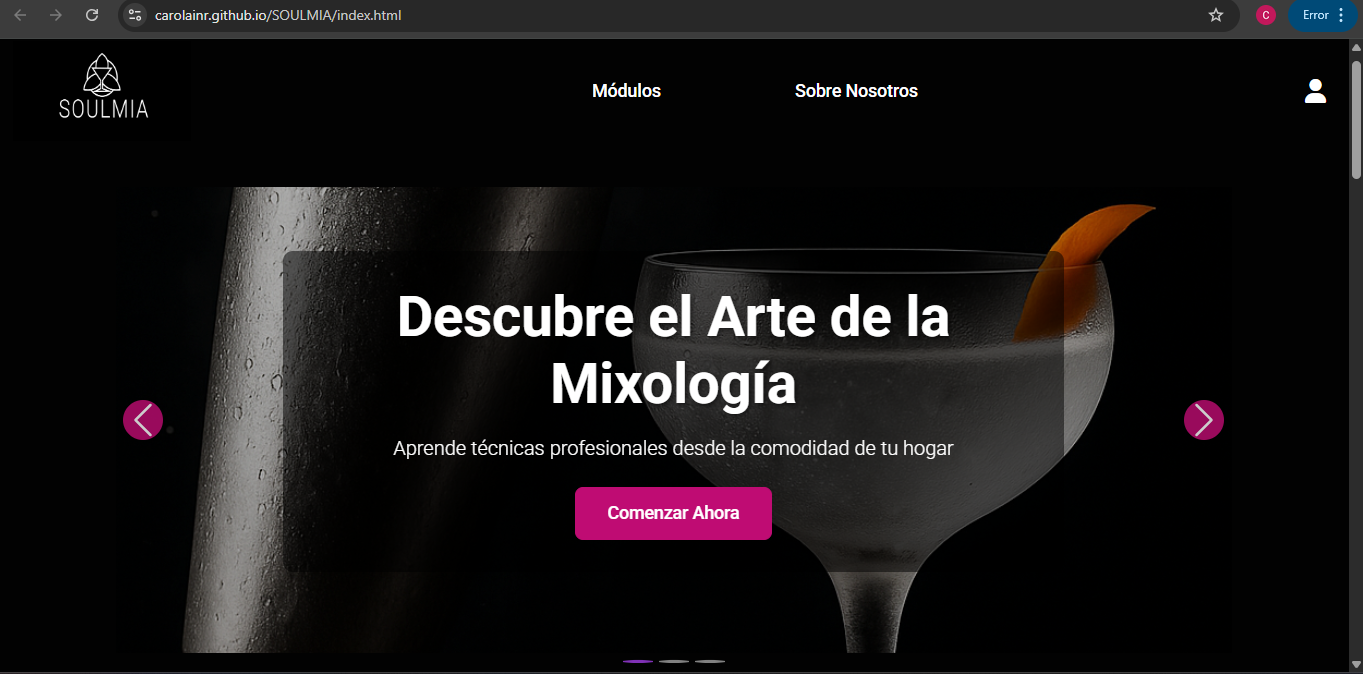 carolainr.github.io/SOULMIA/index.html
C
Error
SOULMIA
Módulos
Sobre Nosotros
Descubre el Arte de la
Mixología
Aprende técnicas profesionales desde la comodidad de tu hogar
Comenzar Ahora